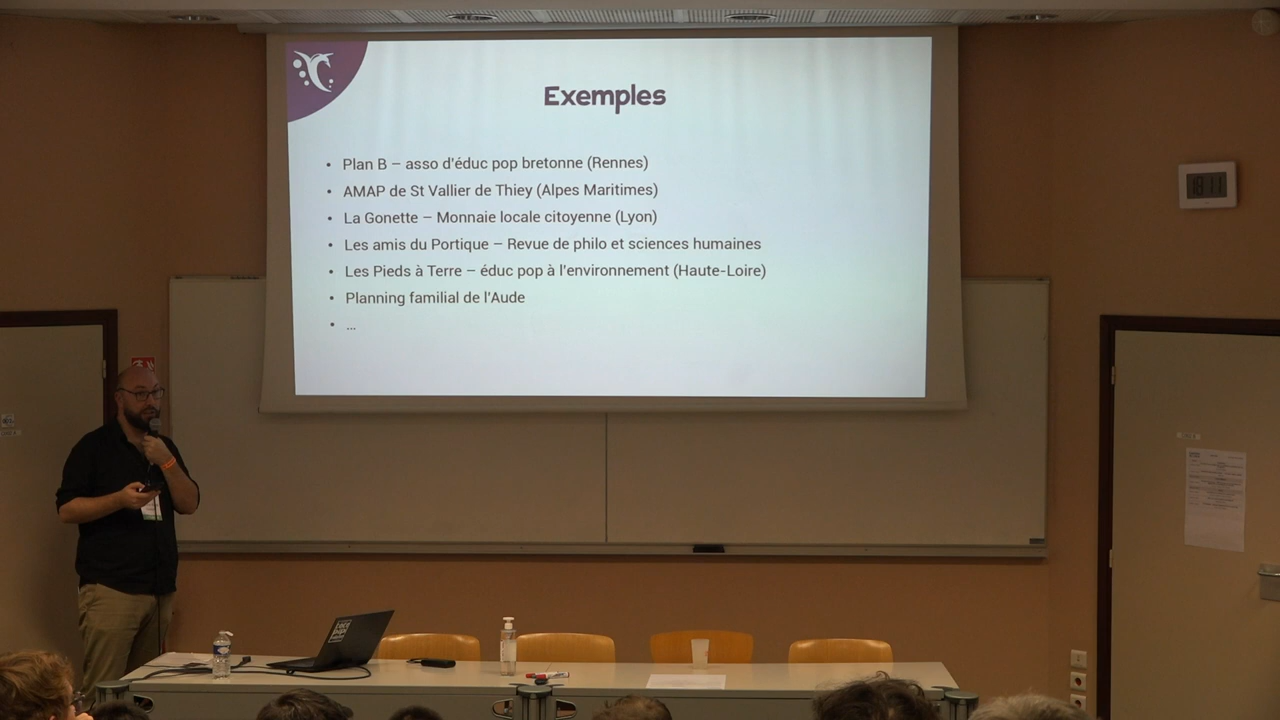 Exemples
• Plan B – asso d'éduc pop bretonne (Rennes)
• AMAP de St Vallier de Thiey (Alpes Maritimes)
• La Gonette – Monnaie locale citoyenne (Lyon)
• Les amis du Portique – Revue de philo et sciences humaines
• Les Pieds à Terre – éduc pop à l'environnement (Haute-Loire)
• Planning familial de l'Aude
• ...
18:11